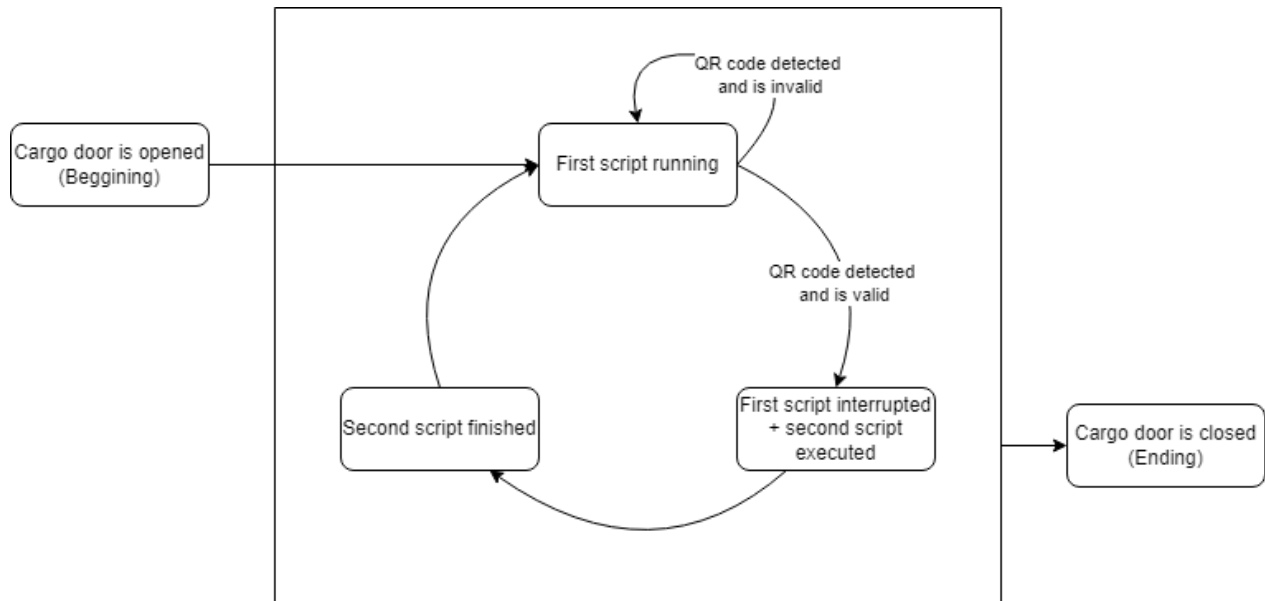 QR code detected
and is invalid
Cargo door is opened
(Beggining)
First script running
QR code detected
and is valid
Second script finished
First script interrupted
+ second script
executed
Cargo door is closed
(Ending)